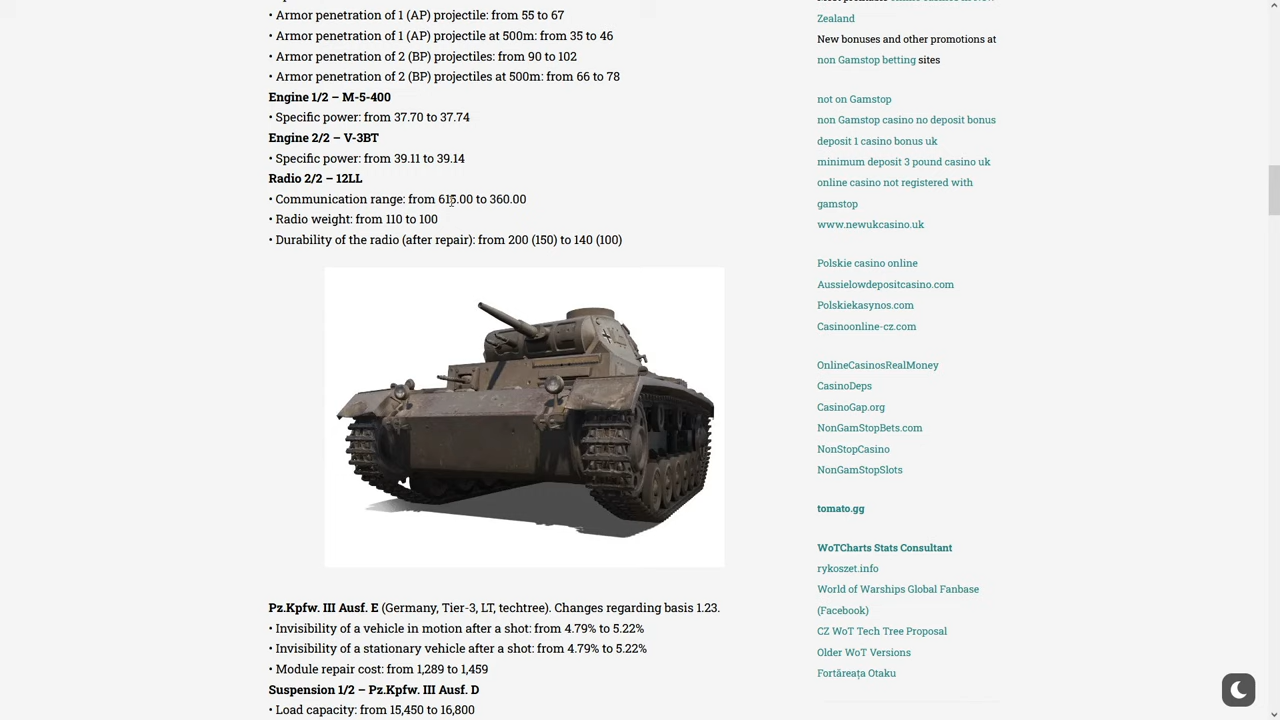 • Armor penetration of 1 (AP) projectile: from 55 to 67
• Armor penetration of 1 (AP) projectile at 500m: from 35 to 46
• Armor penetration of 2 (BP) projectiles: from 90 to 102
• Armor penetration of 2 (BP) projectiles at 500m: from 66 to 78
Engine 1/2 – M-5-400
• Specific power: from 37.70 to 37.74
Engine 2/2 – V-3BT
• Specific power: from 39.11 to 39.14
Radio 2/2 – 12LL
• Communication range: from 615.00 to 360.00
• Radio weight: from 110 to 100
• Durability of the radio (after repair): from 200 (150) to 140 (100)
Pz.Kpfw. III Ausf. E (Germany, Tier-3, LT, techtree). Changes regarding basis 1.23.
• Invisibility of a vehicle in motion after a shot: from 4.79% to 5.22%
• Invisibility of a stationary vehicle after a shot: from 4.79% to 5.22%
• Module repair cost: from 1,289 to 1,459
Suspension 1/2 – Pz.Kpfw. III Ausf. D
• Load capacity: from 15,450 to 16,800
Zealand
New bonuses and other promotions at
non Gamstop betting sites
not on Gamstop
non Gamstop casino no deposit bonus
deposit 1 casino bonus uk
minimum deposit 3 pound casino uk
online casino not registered with
gamstop
www.newukcasino.uk
Polskie casino online
Aussielowdepositcasino.com
Polskiekasynos.com
Casinoonline-cz.com
OnlineCasinosRealMoney
CasinoDeps
CasinoGap.org
NonGamStopBets.com
NonStopCasino
NonGamStopSlots
tomato.gg
WoTCharts Stats Consultant
rykoszet.info
World of Warships Global Fanbase
(Facebook)
CZ WoT Tech Tree Proposal
Older WoT Versions
Fortăreața Otaku